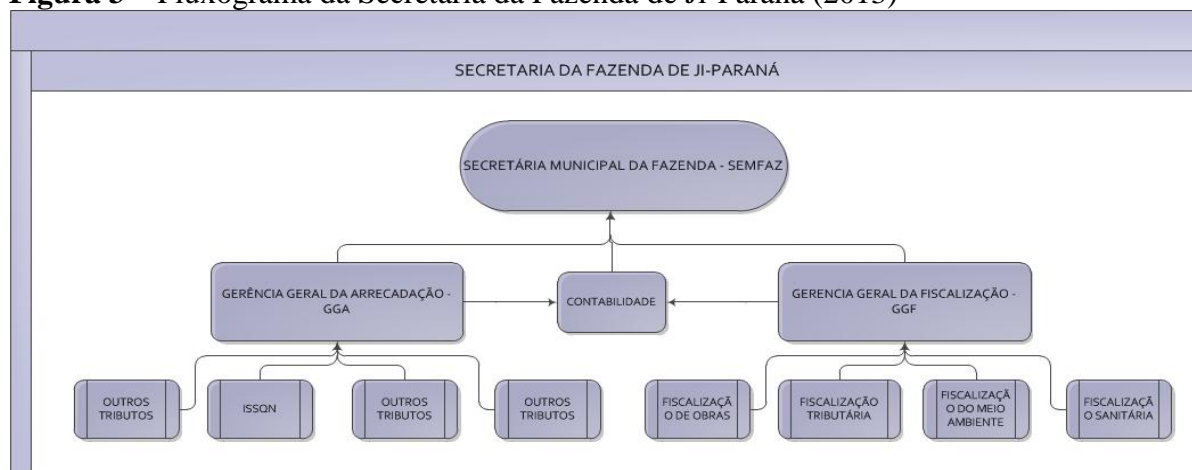 Figura 3 – Fluxograma da Secretaria da Fazenda de Ji-Paraná (2013)
SECRETARIA DA FAZENDA DE JI-PARANÁ
SECRETÁRIA MUNICIPAL DA FAZENDA - SEMFAZ
GERÊNCIA GERAL DA ARRECADAÇÃO -
GGA
CONTABILIDADE
GERENCIA GERAL DA FISCALIZAÇÃO -
GGF
OUTROS
TRIBUTOS
ISSQN
OUTROS
TRIBUTOS
OUTROS
TRIBUTOS
FISCALIZAÇÃ
O DE OBRAS
FISCALIZAÇÃO
TRIBUTÁRIA
FISCALIZAÇÃ
O DO MEIO
AMBIENTE
FISCALIZAÇÃ
O SANITÁRIA